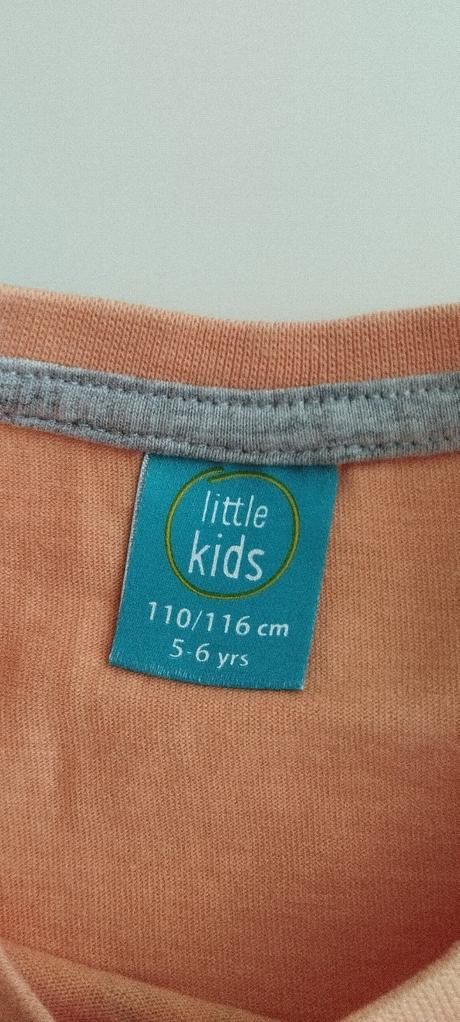 little
kids
110/116 cm
5-6 yrs